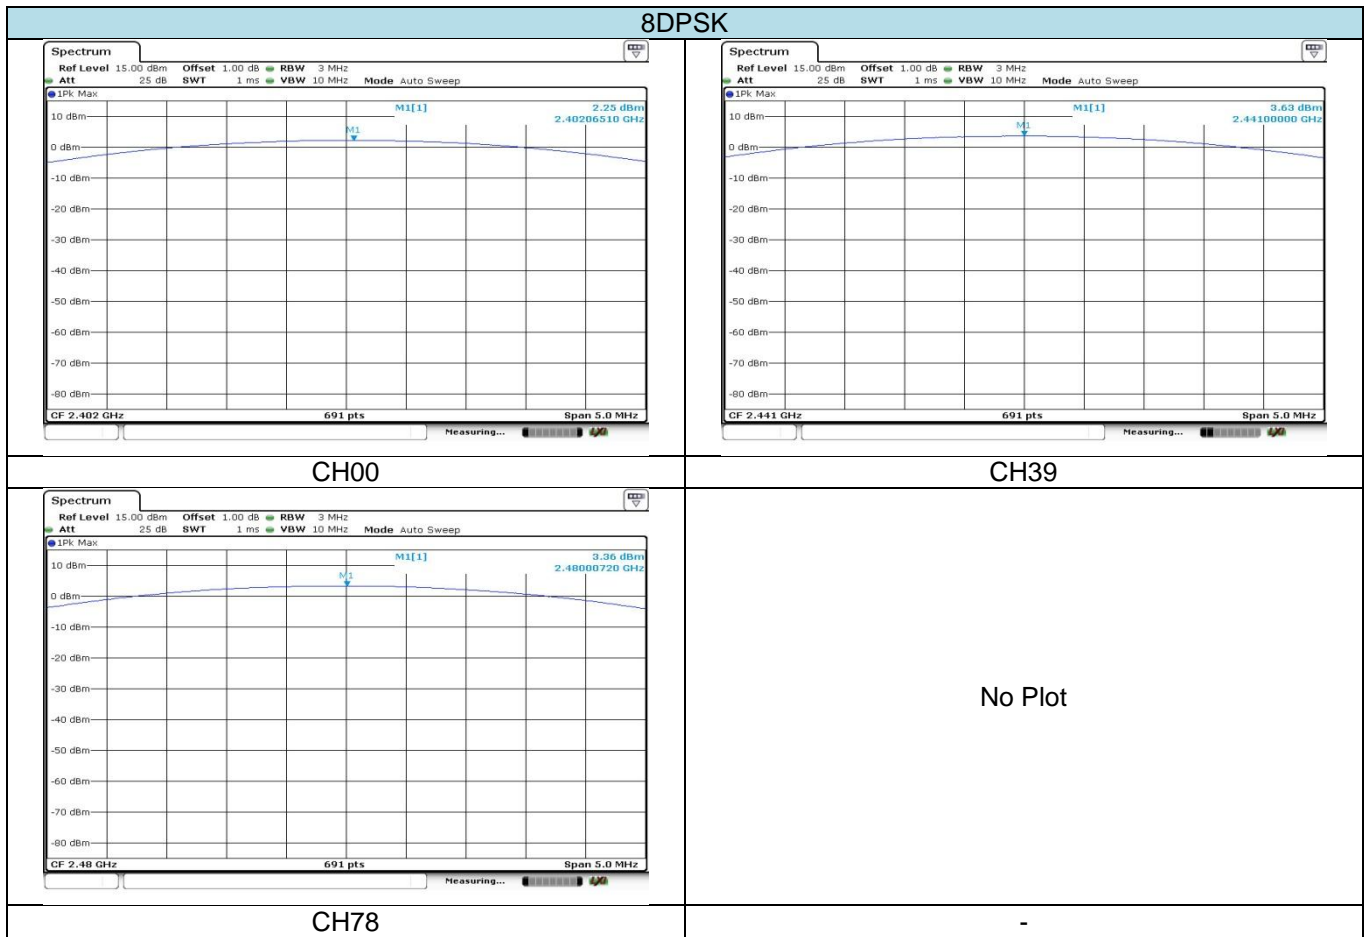 8DPSK
Spectrum
Ref Level 15.00 dBm Offset 1.00 dB RBW 3 MHz
Att 25 dB SWT 1 ms VBW 10 MHz Mode Auto Sweep
1Pk Max
M1[1] 2.25 dBm
2.40206510 GHz
10 dBm
M1
0 dBm
-10 dBm
-20 dBm
-30 dBm
-40 dBm
-50 dBm
-60 dBm
-70 dBm
-80 dBm
CF 2.402 GHz 691 pts Span 5.0 MHz
Measuring...
CH00
Spectrum
Ref Level 15.00 dBm Offset 1.00 dB RBW 3 MHz
Att 25 dB SWT 1 ms VBW 10 MHz Mode Auto Sweep
1Pk Max
M1[1] 3.63 dBm
2.44100000 GHz
10 dBm
M1
0 dBm
-10 dBm
-20 dBm
-30 dBm
-40 dBm
-50 dBm
-60 dBm
-70 dBm
-80 dBm
CF 2.441 GHz 691 pts Span 5.0 MHz
Measuring...
CH39
Spectrum
Ref Level 15.00 dBm Offset 1.00 dB RBW 3 MHz
Att 25 dB SWT 1 ms VBW 10 MHz Mode Auto Sweep
1Pk Max
M1[1] 3.36 dBm
2.48000720 GHz
10 dBm
M1
0 dBm
-10 dBm
-20 dBm
-30 dBm
-40 dBm
-50 dBm
-60 dBm
-70 dBm
-80 dBm
CF 2.48 GHz 691 pts Span 5.0 MHz
Measuring...
CH78
No Plot
-